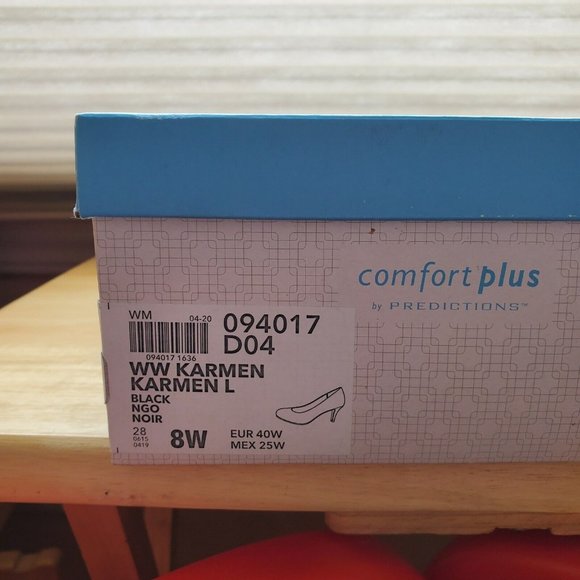 comfort plus
by PREDICTIONS™
WM 04-20
094017 1636
094017
D04
WW KARMEN
KARMEN L
BLACK
NGO
NOIR
28
0615
0419
8W
EUR 40W
MEX 25W